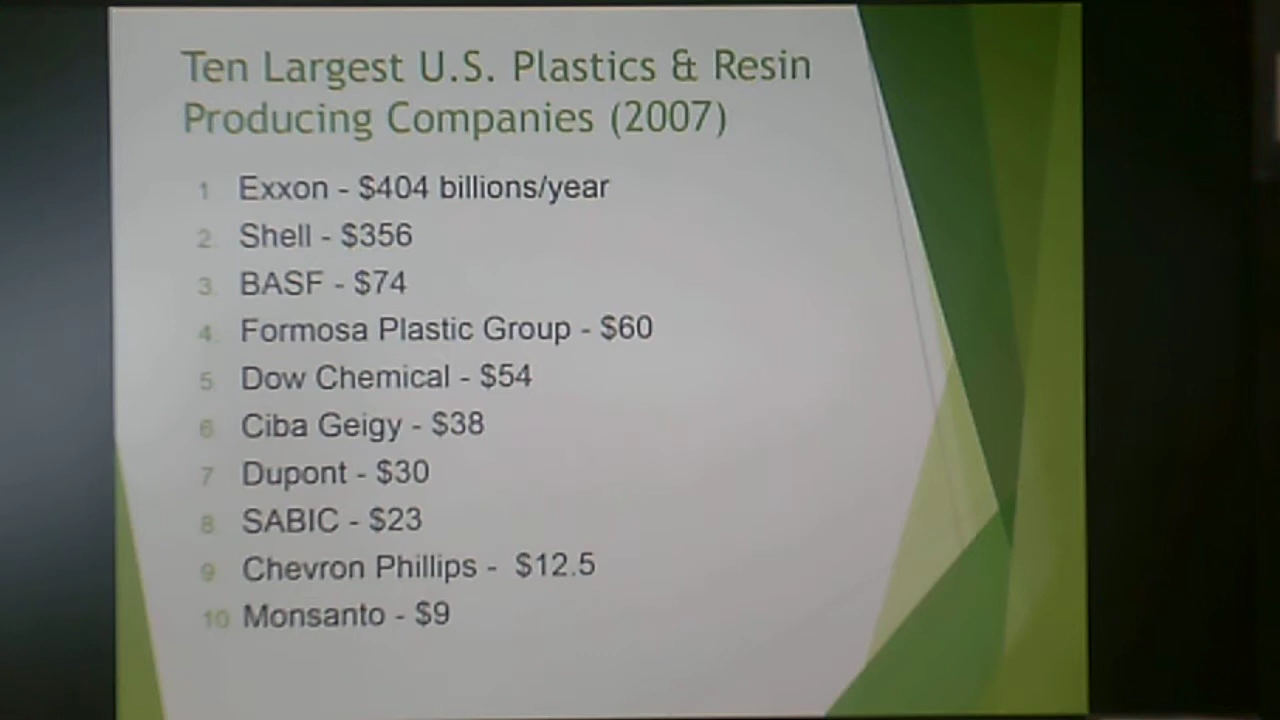 Ten Largest U.S. Plastics & Resin
Producing Companies (2007)
1 Exxon - $404 billions/year
2. Shell - $356
3. BASF - $74
4. Formosa Plastic Group - $60
5 Dow Chemical - $54
6 Ciba Geigy - $38
7 Dupont - $30
8. SABIC - $23
9 Chevron Phillips - $12.5
10 Monsanto - $9